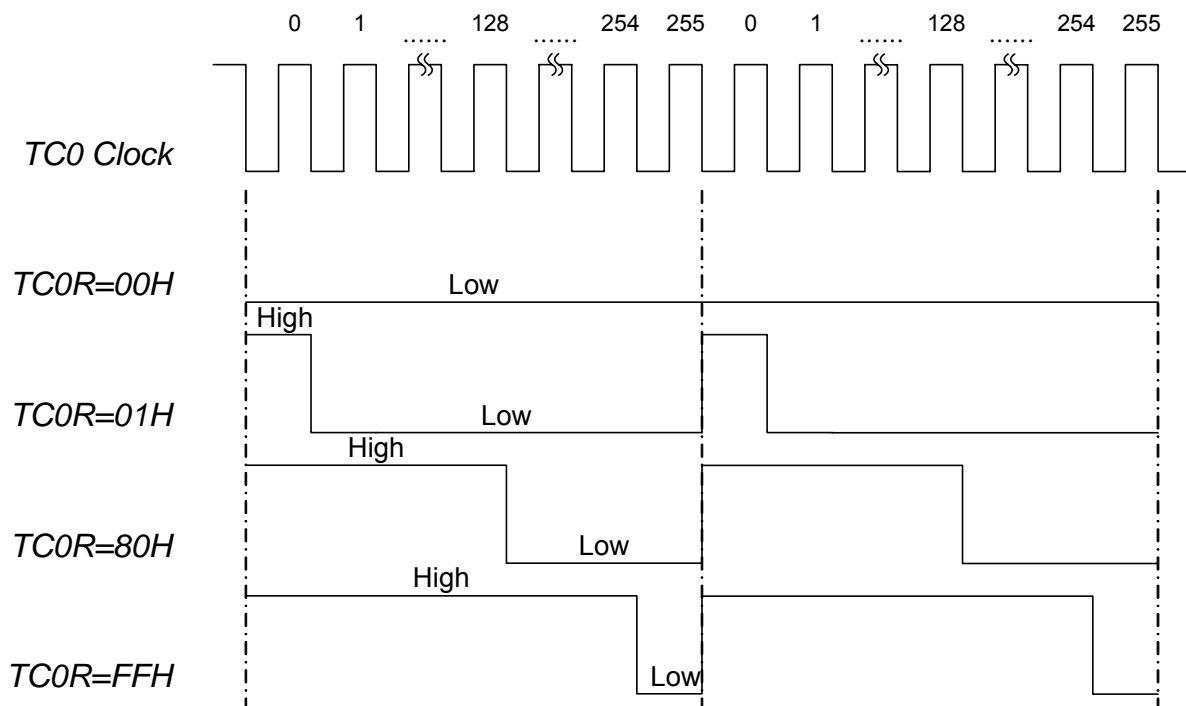 0 1 ...... 128 ...... 254 255 0 1 ...... 128 ...... 254 255
TC0 Clock
TC0R=00H
Low
High
TC0R=01H
Low
High
TC0R=80H
Low
High
TC0R=FFH
Low